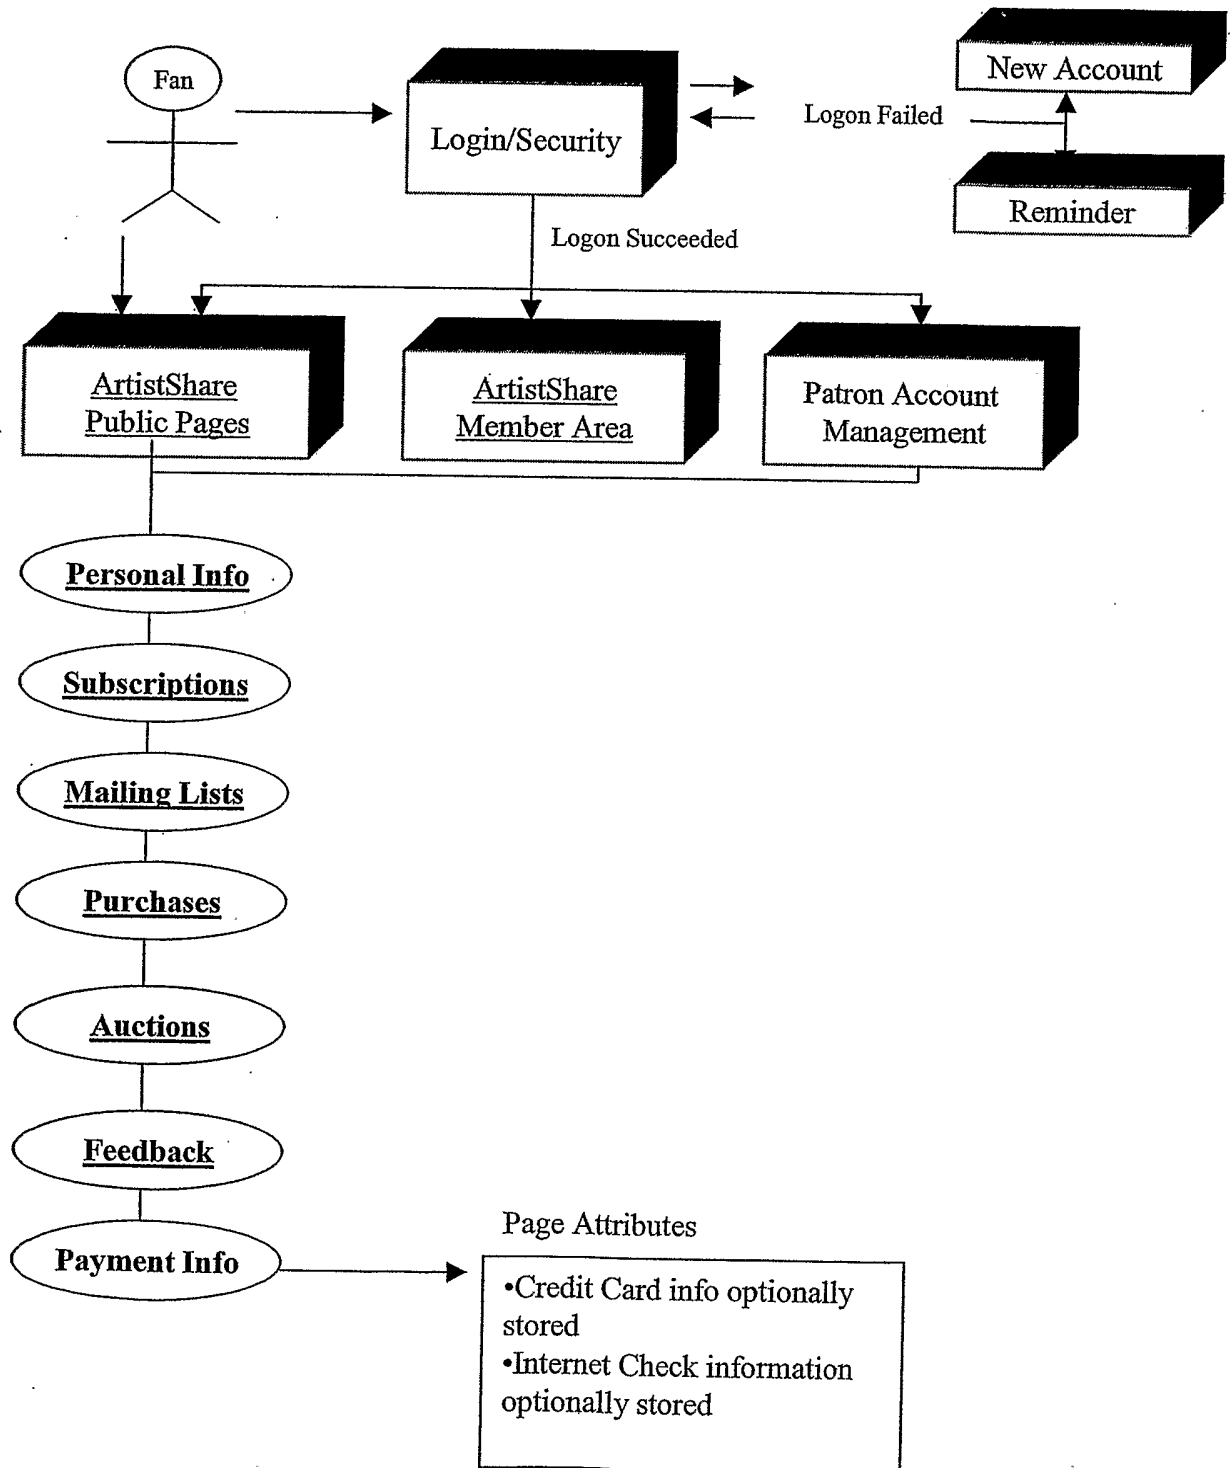 Fan
Login/Security
Logon Failed
New Account
Reminder
Logon Succeeded
ArtistShare
Public Pages
ArtistShare
Member Area
Patron Account
Management
Personal Info
Subscriptions
Mailing Lists
Purchases
Auctions
Feedback
Payment Info
Page Attributes
•Credit Card info optionally
stored
•Internet Check information
optionally stored